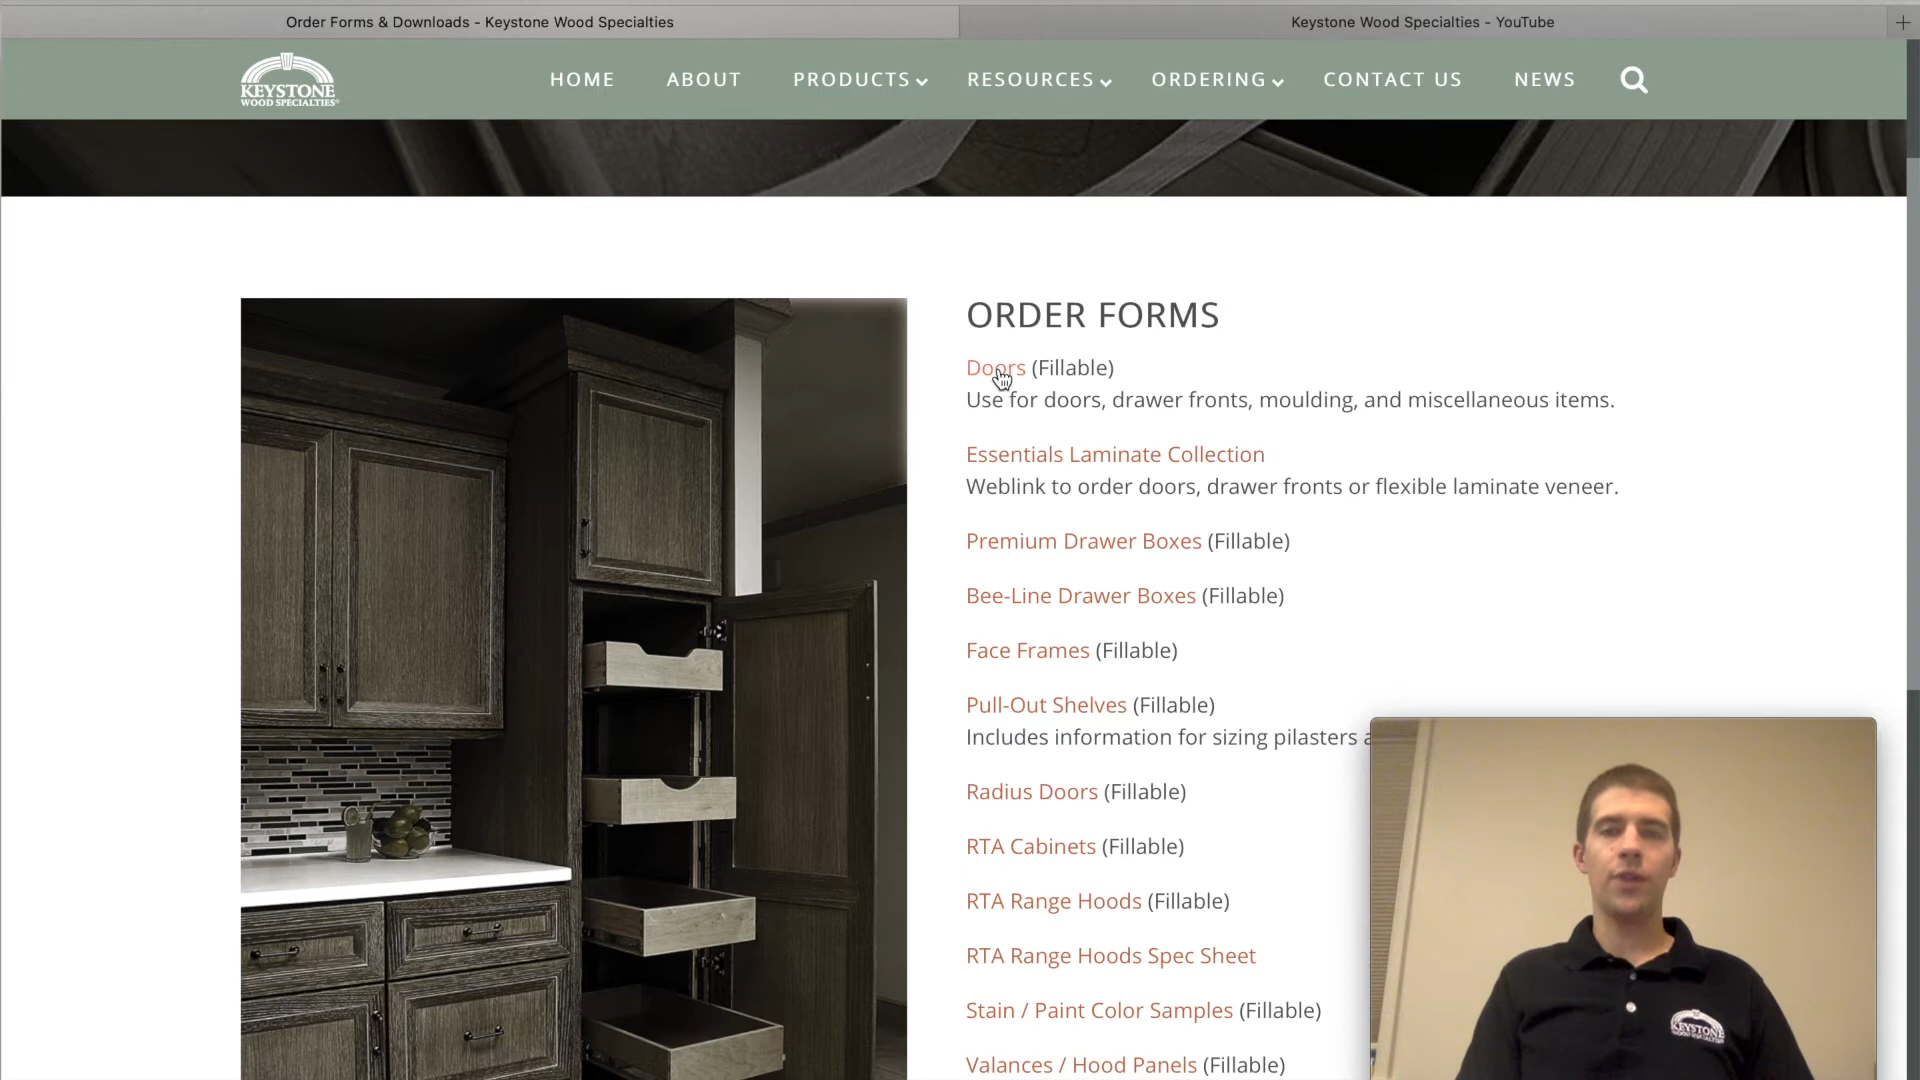 Order Forms & Downloads - Keystone Wood Specialties
Keystone Wood Specialties - YouTube
KEYSTONE
WOOD SPECIALTIES®
HOME
ABOUT
PRODUCTS
RESOURCES
ORDERING
CONTACT US
NEWS
ORDER FORMS
Doors (Fillable)
Use for doors, drawer fronts, moulding, and miscellaneous items.
Essentials Laminate Collection
Weblink to order doors, drawer fronts or flexible laminate veneer.
Premium Drawer Boxes (Fillable)
Bee-Line Drawer Boxes (Fillable)
Face Frames (Fillable)
Pull-Out Shelves (Fillable)
Includes information for sizing pilasters
Radius Doors (Fillable)
RTA Cabinets (Fillable)
RTA Range Hoods (Fillable)
RTA Range Hoods Spec Sheet
Stain / Paint Color Samples (Fillable)
Valances / Hood Panels (Fillable)
KEYSTONE
WOOD SPECIALTIES